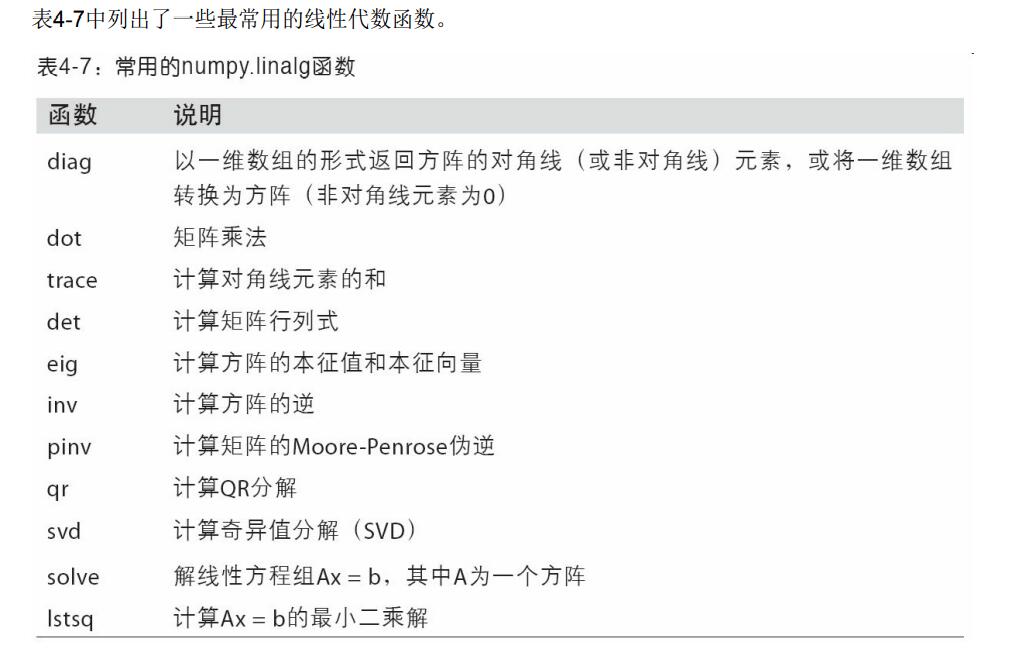 表4-7中列出了一些最常用的线性代数函数。
表4-7：常用的numpy.linalg函数
函数 说明
diag 以一维数组的形式返回方阵的对角线（或非对角线）元素，或将一维数组
转换为方阵（非对角线元素为0）
dot 矩阵乘法
trace 计算对角线元素的和
det 计算矩阵行列式
eig 计算方阵的本征值和本征向量
inv 计算方阵的逆
pinv 计算矩阵的Moore-Penrose伪逆
qr 计算QR分解
svd 计算奇异值分解（SVD）
solve 解线性方程组Ax = b，其中A为一个方阵
lstsq 计算Ax = b的最小二乘解